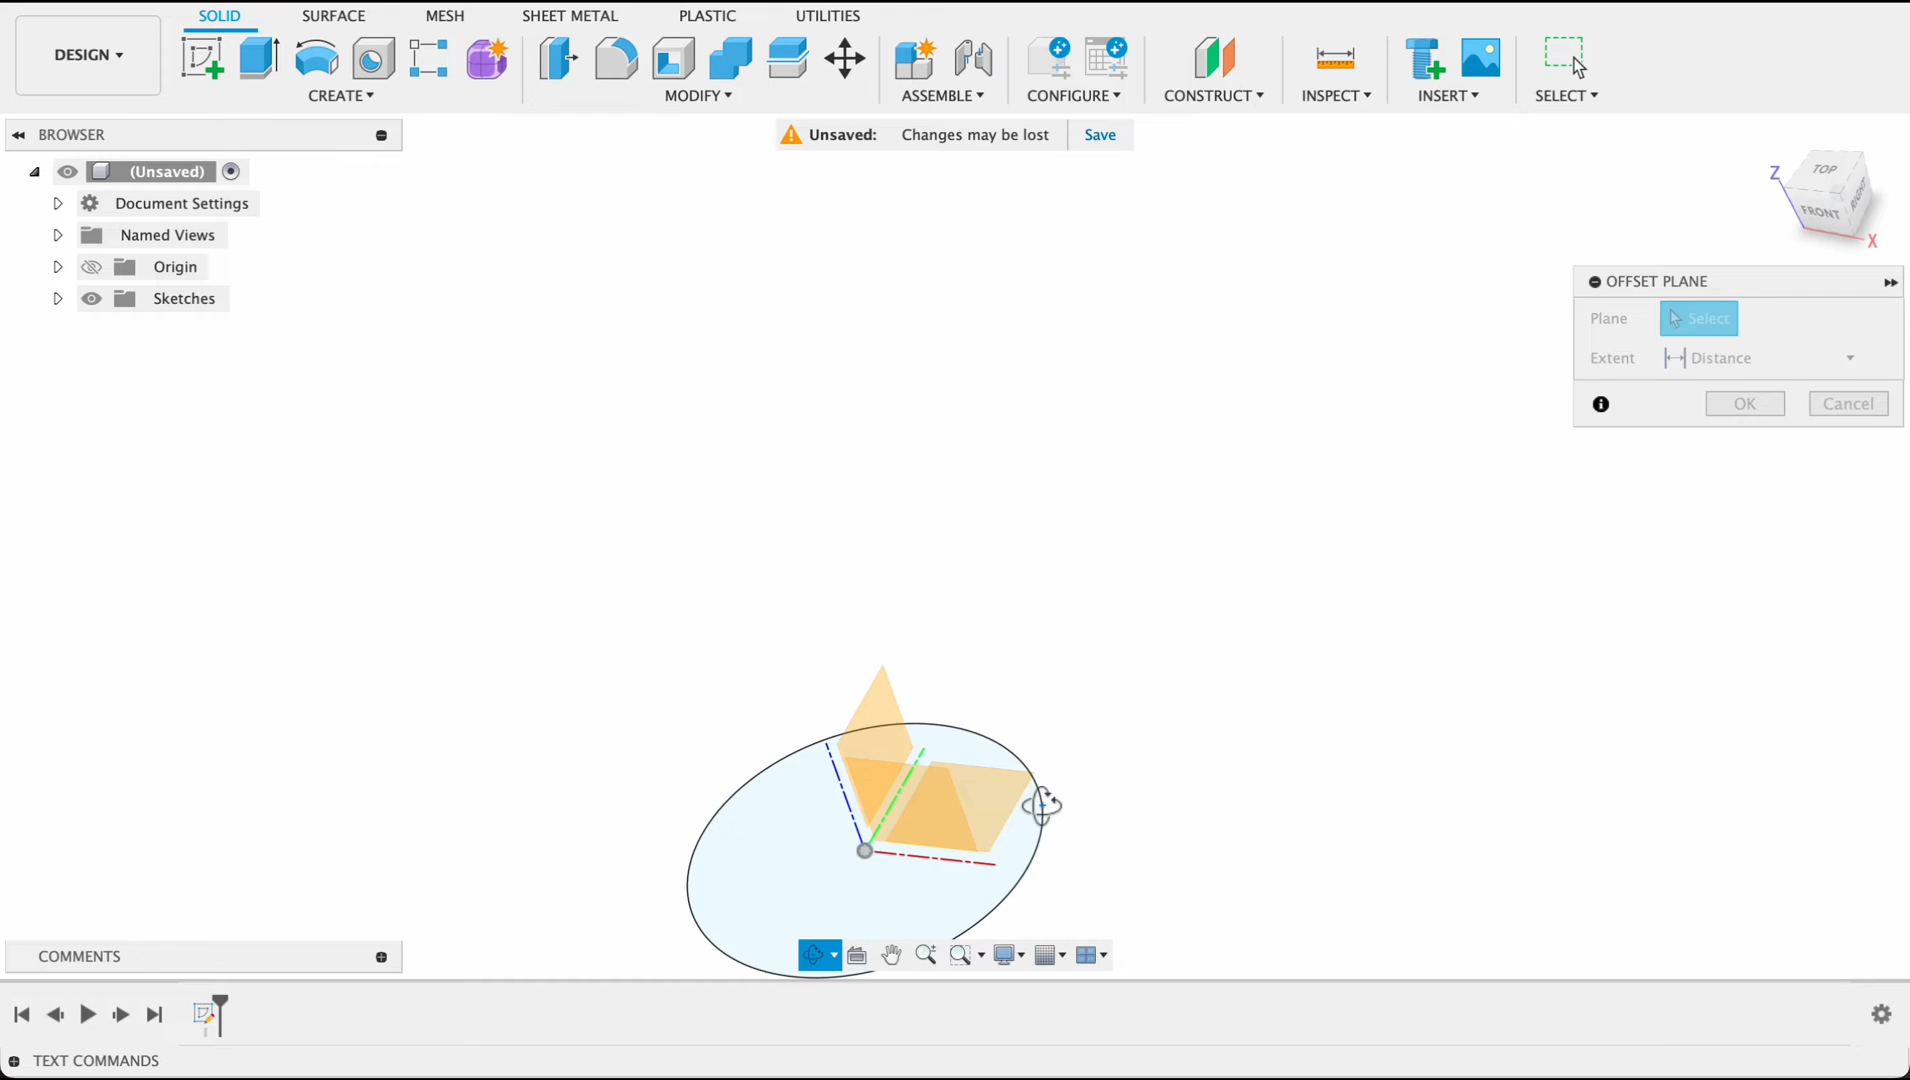 SOLID SURFACE MESH SHEET METAL PLASTIC UTILITIES
DESIGN
CREATE MODIFY ASSEMBLE CONFIGURE CONSTRUCT INSPECT INSERT SELECT
BROWSER
Unsaved: Changes may be lost Save
(Unsaved)
Document Settings
Named Views
Origin
Sketches
TOP
FRONT
RIGHT
Z
X
OFFSET PLANE
Plane Select
Extent Distance
OK Cancel
COMMENTS
TEXT COMMANDS